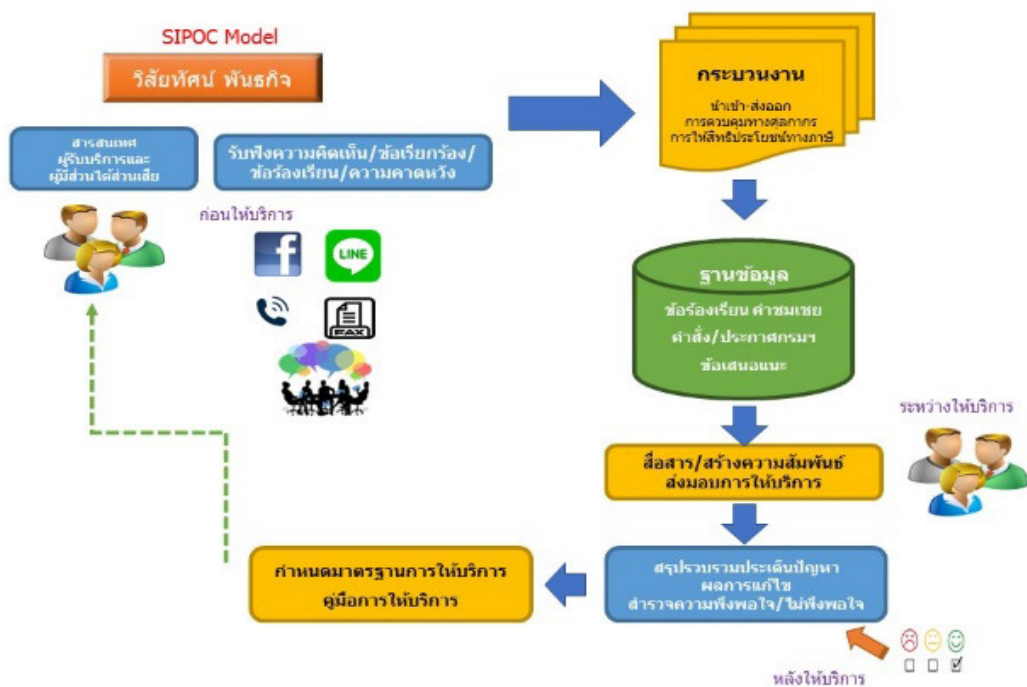 SIPOC Model
วิสัยทัศน์ พันธกิจ
สารสนเทศ
ผู้รับบริการและ
ผู้มีส่วนได้ส่วนเสีย
รับฟังความคิดเห็น/ข้อเรียกร้อง/
ข้อร้องเรียน/ความคาดหวัง
ก่อนให้บริการ
LINE
FAX
กระบวนงาน
นำเข้า-ส่งออก
การควบคุมทางศุลกากร
การให้สิทธิประโยชน์ทางภาษี
ฐานข้อมูล
ข้อร้องเรียน คำชมเชย
คำสั่ง/ประกาศกรมฯ
ข้อเสนอแนะ
ระหว่างให้บริการ
สื่อสาร/สร้างความสัมพันธ์
ส่งมอบการให้บริการ
สรุปรวบรวมประเด็นปัญหา
ผลการแก้ไข
สำรวจความพึงพอใจ/ไม่พึงพอใจ
กำหนดมาตรฐานการให้บริการ
คู่มือการให้บริการ
หลังให้บริการ